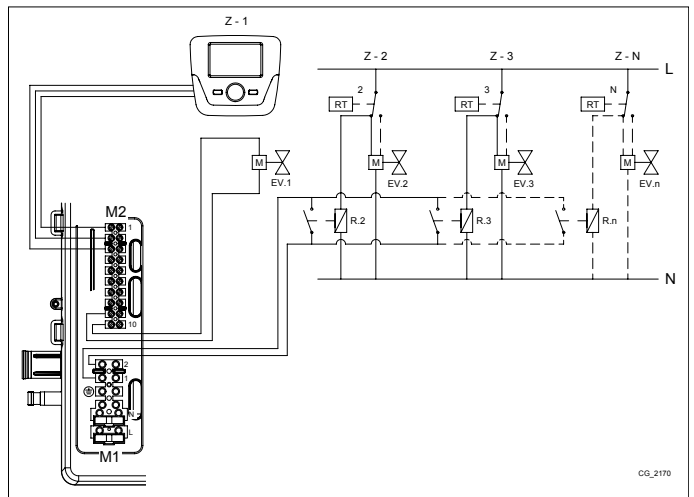 Z - 1
Z - 2
Z - 3
Z - N
L
2
3
N
RT
RT
RT
M
EV.1
M
EV.2
M
EV.3
M
EV.n
M2
1
R.2
R.3
R.n
N
10
2
1
N
L
M1
CG_2170